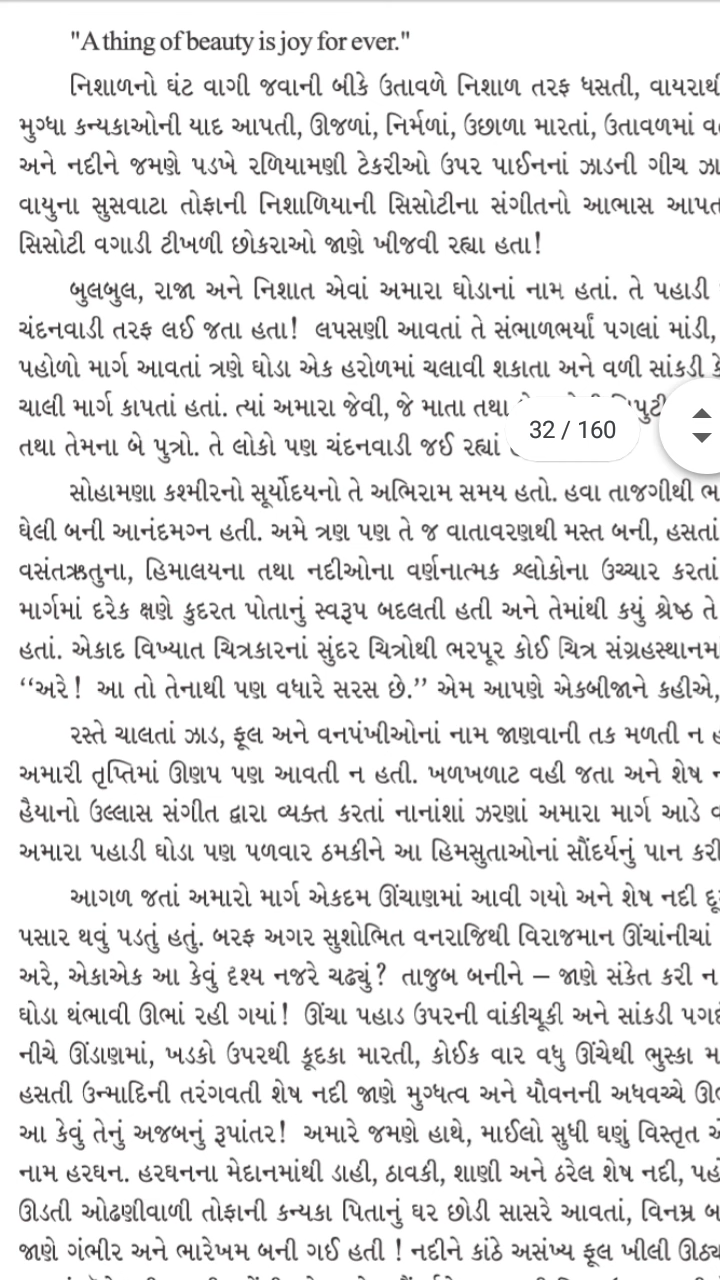 "A thing of beauty is joy for ever."
નિશાળનો ઘંટ વાગી જવાની બીકે ઉતાવળે નિશાળ તરફ ધસતી, વાયરાથી
મુગ્ધા કન્યકાઓની યાદ આપતી, ઊજળાં, નિર્મળાં, ઉછાળા મારતાં, ઉતાવળમાં
અને નદીને જમણે પડખે રળિયામણી ટેકરીઓ ઉપર પાઈનનાં ઝાડની ગીચ
વાયુના સુસવાટા તોફાની નિશાળિયાની સિસોટીના સંગીતનો આભાસ
સિસોટી વગાડી ટીખળી છોકરાઓ જાણે ખીજવી રહ્યા હતા!
બુલબુલ, રાજા અને નિશાત એવાં અમારા ઘોડાનાં નામ હતાં. તે પહાડી
ચંદનવાડી તરફ લઈ જતા હતા! લપસણી આવતાં તે સંભાળભર્યાં પગલાં માંડી,
પહોળો માર્ગ આવતાં ત્રણે ઘોડા એક હરોળમાં ચલાવી શકાતા અને વળી સાંકડી
ચાલી માર્ગ કાપતાં હતાં. ત્યાં અમારા જેવી, જે માતા તથા
તથા તેમના બે પુત્રો. તે લોકો પણ ચંદનવાડી જઈ રહ્યાં
32 / 160
સોહામણા કશ્મીરનો સૂર્યોદયનો તે અભિરામ સમય હતો. હવા તાજગીથી
ઘેલી બની આનંદમગ્ન હતી. અમે ત્રણ પણ તે જ વાતાવરણથી મસ્ત બની, હસતાં
વસંતઋતુના, હિમાલયના તથા નદીઓના વર્ણનાત્મક શ્લોકોના ઉચ્ચાર કરતાં
માર્ગમાં દરેક ક્ષણે કુદરત પોતાનું સ્વરૂપ બદલતી હતી અને તેમાંથી કયું શ્રેષ્ઠ તે
હતાં. એકાદ વિખ્યાત ચિત્રકારનાં સુંદર ચિત્રોથી ભરપૂર કોઈ ચિત્ર
“અરે! આ તો તેનાથી પણ વધારે સરસ છે.” એમ આપણે એકબીજાને કહીએ,
રસ્તે ચાલતાં ઝાડ, ફૂલ અને વનપંખીઓનાં નામ જાણવાની તક મળતી ન
અમારી તૃપ્તિમાં ઊણપ પણ આવતી ન હતી. ખળખળાટ વહી જતા અને શેષ
હૈયાનો ઉલ્લાસ સંગીત દ્વારા વ્યક્ત કરતાં નાનાંશાં ઝરણાં અમારા માર્ગ આડે
અમારા પહાડી ઘોડા પણ પળવાર ઠમકીને આ હિમસુતાઓનાં સૌંદર્યનું પાન કરી
આગળ જતાં અમારો માર્ગ એકદમ ઊંચાણમાં આવી ગયો અને શેષ નદી
પસાર થવું પડતું હતું. બરફ અગર સુશોભિત વનરાજિથી વિરાજમાન ઊંચાંનીચાં
અરે, એકાએક આ કેવું દૃશ્ય નજરે ચઢ્યું? તાજુબ બનીને – જાણે સંકેત કરી ન
ઘોડા થંભાવી ઊભાં રહી ગયાં! ઊંચા પહાડ ઉપરની વાંકીચૂકી અને સાંકડી
નીચે ઊંડાણમાં, ખડકો ઉપરથી કૂદકા મારતી, કોઈક વાર વધુ ઊંચેથી ભુસ્કા
હસતી ઉન્માદિની તરંગવતી શેષ નદી જાણે મુગ્ધત્વ અને યૌવનની અધવચ્ચે
આ કેવું તેનું અજબનું રૂપાંતર! અમારે જમણે હાથે, માઈલો સુધી ઘણું વિસ્તૃત
નામ હરઘન. હરઘનના મેદાનમાંથી ડાહી, ઠાવકી, શાણી અને ઠરેલ શેષ નદી,
ઊડતી ઓઢણીવાળી તોફાની કન્યકા પિતાનું ઘર છોડી સાસરે આવતાં, વિનમ્ર
જાણે ગંભીર અને ભારેખમ બની ગઈ હતી ! નદીને કાંઠે અસંખ્ય ફૂલ ખીલી